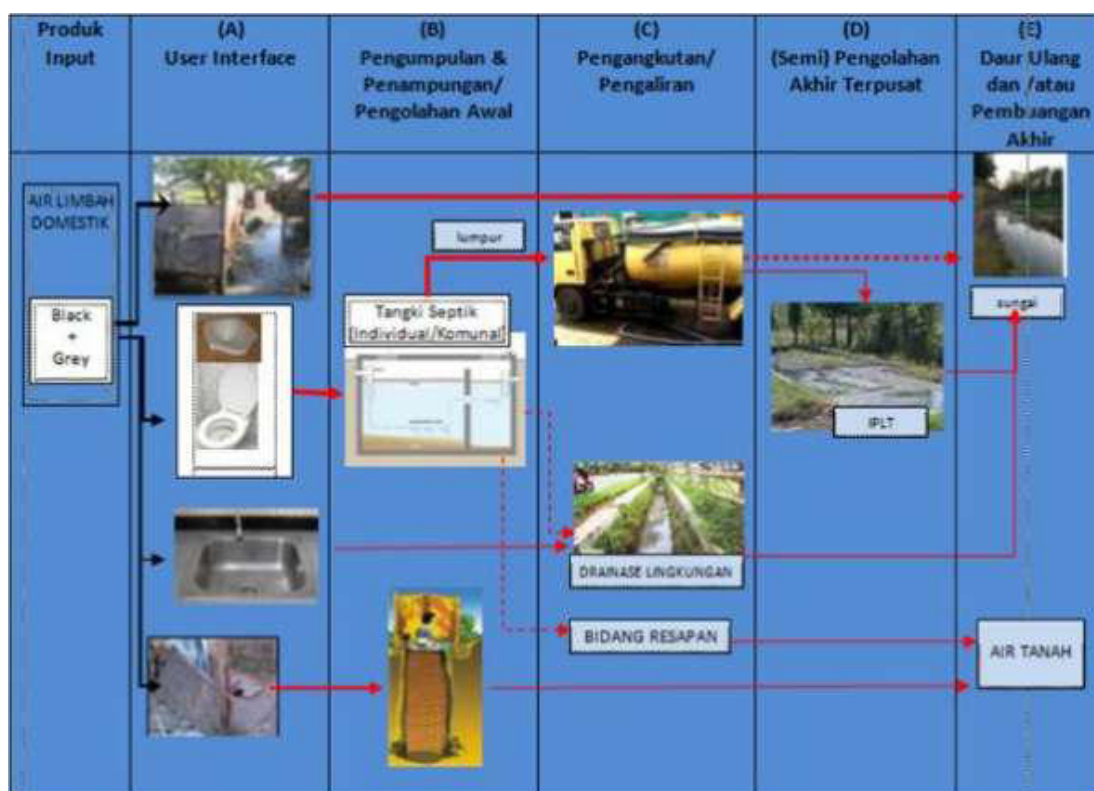 Produk
Input
(A)
User Interface
(B)
Pengumpulan &
Penampungan/
Pengolahan Awal
(C)
Pengangkutan/
Pengaliran
(D)
(Semi) Pengolahan
Akhir Terpusat
(E)
Daur Ulang
dan /atau
Pembuangan
Akhir
AIR LIMBAH
DOMESTIK
Black
+
Grey
lumpur
Tangki Septik
(Individual/Komunal)
sungai
IPLT
DRAINASE LINGKUNGAN
BIDANG RESAPAN
AIR TANAH